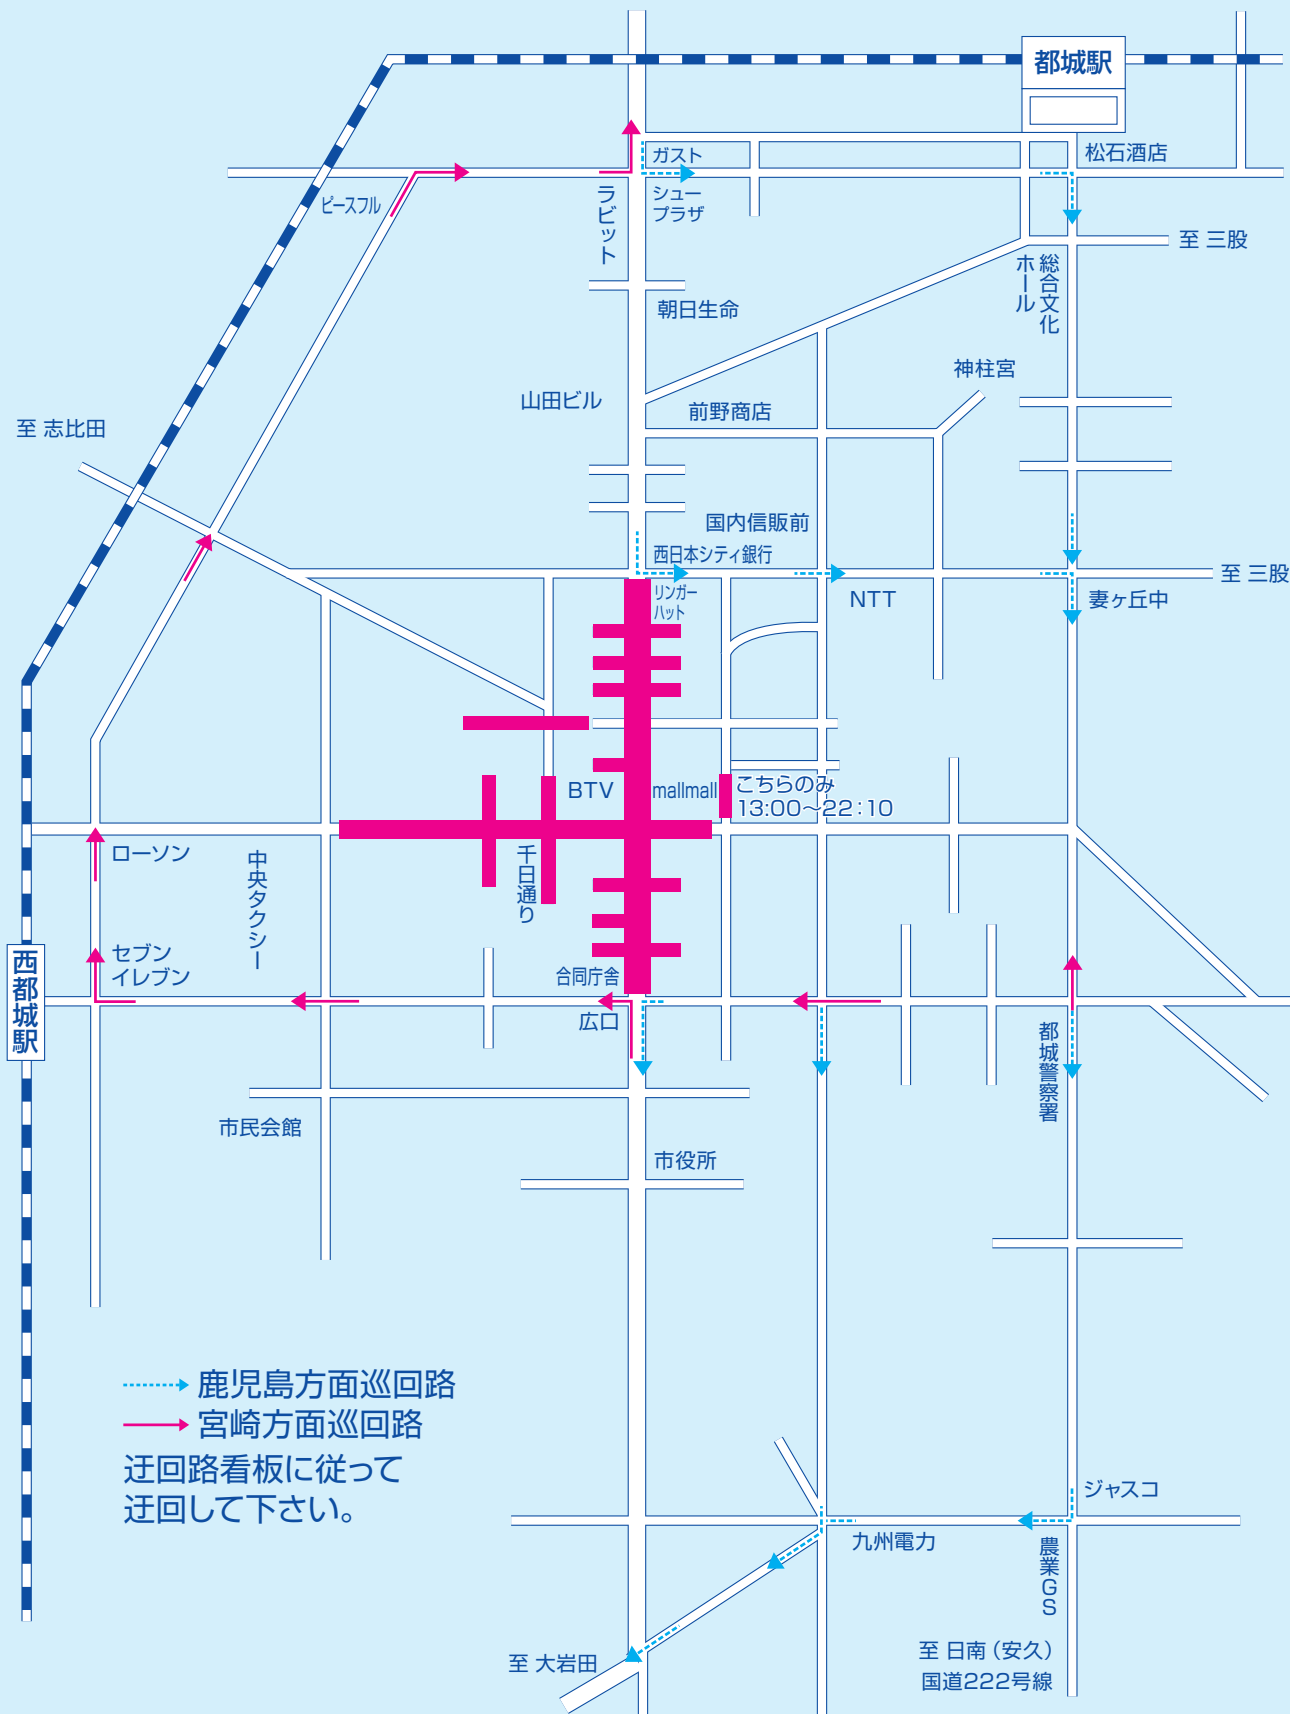 都城駅
ガスト
松石酒店
シュー
プラザ
ピースフル
ラビット
至 三股
総合文化
ホール
朝日生命
神柱宮
山田ビル
前野商店
至 志比田
国内信販前
西日本シティ銀行
至 三股
リンガー
ハット
NTT
妻ヶ丘中
BTV
mallmall
こちらのみ
13:00〜22:10
ローソン
中央タクシー
千日通り
セブン
イレブン
西都城駅
合同庁舎
広口
都城警察署
市民会館
市役所
鹿児島方面巡回路
宮崎方面巡回路
迂回路看板に従って
迂回して下さい。
ジャスコ
九州電力
農業GS
至 大岩田
至 日南（安久）
国道222号線